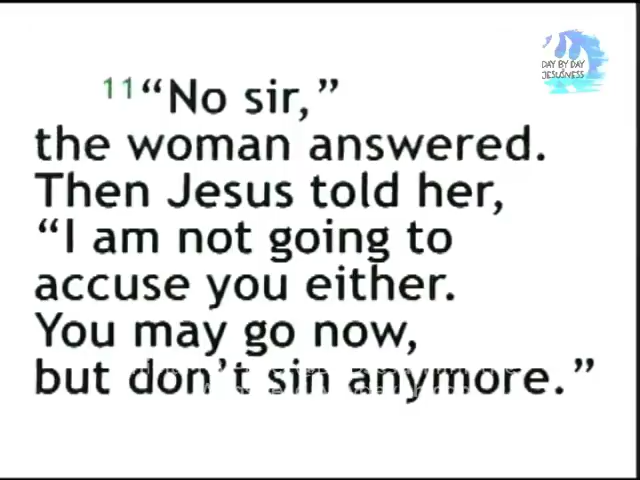 DAY BY DAY
JESUSNESS
11“No sir,”
the woman answered.
Then Jesus told her,
“I am not going to
accuse you either.
You may go now,
but don’t sin anymore.”